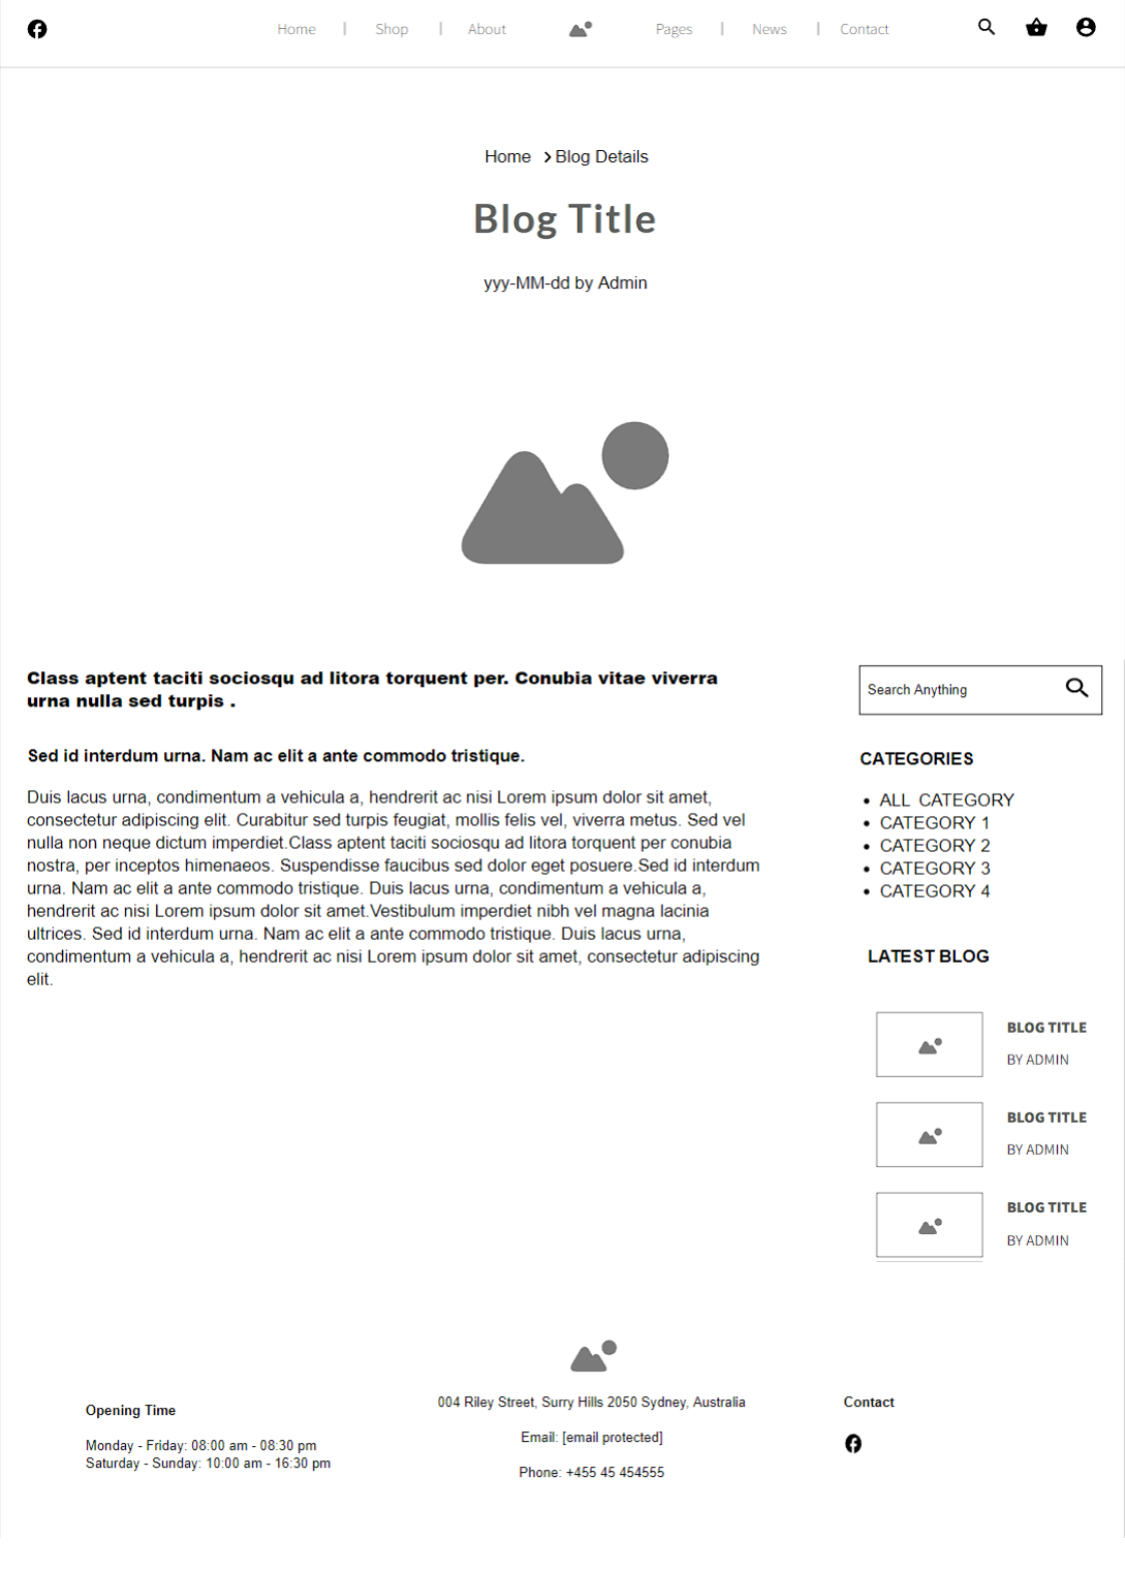 Home | Shop | About Pages | News | Contact
Home > Blog Details
Blog Title
yyy-MM-dd by Admin
Class aptent taciti sociosqu ad litora torquent per. Conubia vitae viverra
urna nulla sed turpis .
Sed id interdum urna. Nam ac elit a ante commodo tristique.
Duis lacus urna, condimentum a vehicula a, hendrerit ac nisi Lorem ipsum dolor sit amet,
consectetur adipiscing elit. Curabitur sed turpis feugiat, mollis felis vel, viverra metus. Sed vel
nulla non neque dictum imperdiet.Class aptent taciti sociosqu ad litora torquent per conubia
nostra, per inceptos himenaeos. Suspendisse faucibus sed dolor eget posuere.Sed id interdum
urna. Nam ac elit a ante commodo tristique. Duis lacus urna, condimentum a vehicula a,
hendrerit ac nisi Lorem ipsum dolor sit amet.Vestibulum imperdiet nibh vel magna lacinia
ultrices. Sed id interdum urna. Nam ac elit a ante commodo tristique. Duis lacus urna,
condimentum a vehicula a, hendrerit ac nisi Lorem ipsum dolor sit amet, consectetur adipiscing
elit.
Search Anything
CATEGORIES
• ALL CATEGORY
• CATEGORY 1
• CATEGORY 2
• CATEGORY 3
• CATEGORY 4
LATEST BLOG
BLOG TITLE
BY ADMIN
BLOG TITLE
BY ADMIN
BLOG TITLE
BY ADMIN
Opening Time
Monday - Friday: 08:00 am - 08:30 pm
Saturday - Sunday: 10:00 am - 16:30 pm
004 Riley Street, Surry Hills 2050 Sydney, Australia
Email: [email protected]
Phone: +455 45 454555
Contact